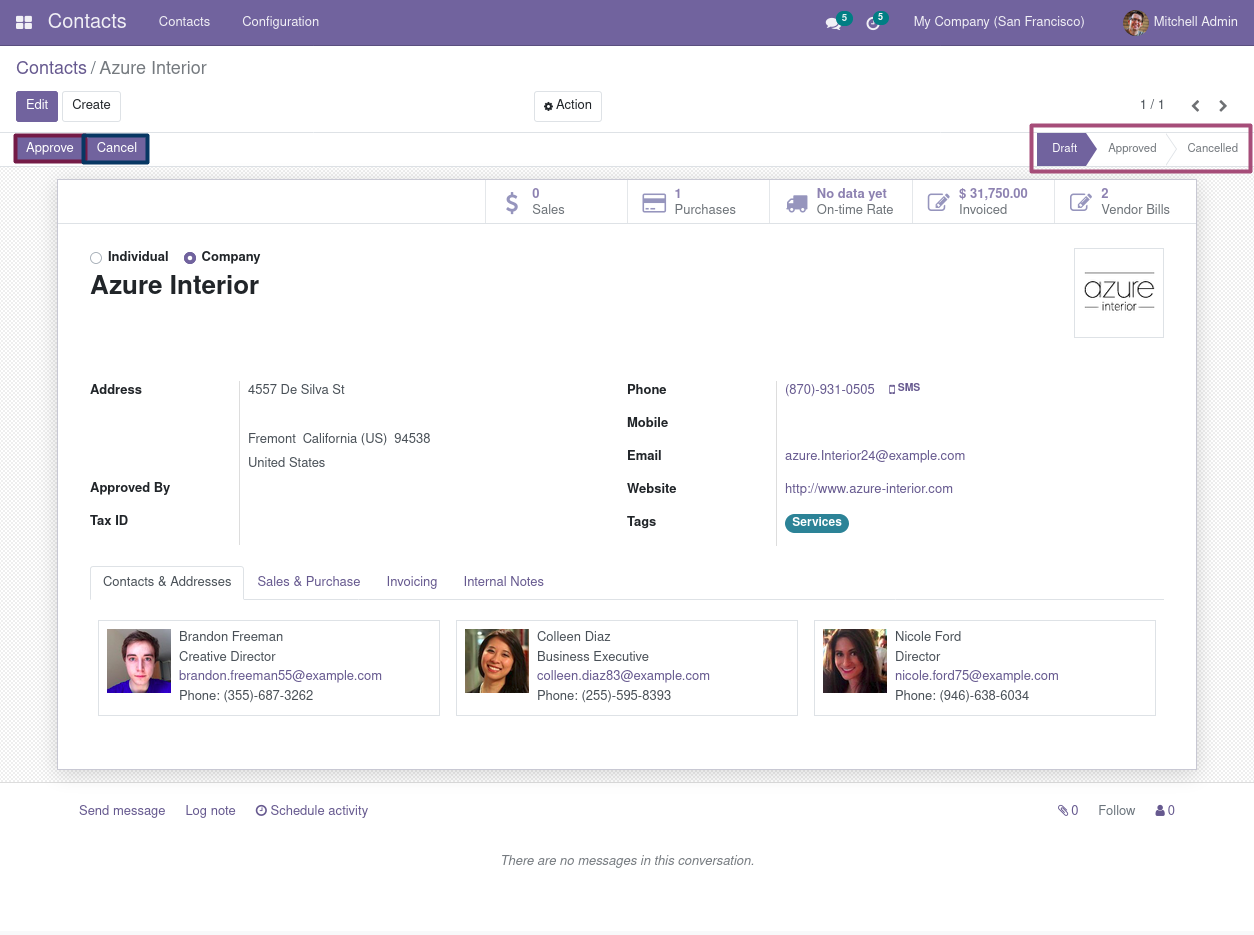 Contacts Contacts Configuration 5 5 My Company (San Francisco) Mitchell Admin
Contacts / Azure Interior
Edit Create Action 1 / 1
Approve Cancel Draft Approved Cancelled
0 Sales
1 Purchases
No data yet On-time Rate
$ 31,750.00 Invoiced
2 Vendor Bills
Individual Company
Azure Interior
azure
interior
Address 4557 De Silva St
Fremont California (US) 94538
United States
Approved By
Tax ID
Phone (870)-931-0505 SMS
Mobile
Email azure.Interior24@example.com
Website http://www.azure-interior.com
Tags Services
Contacts & Addresses Sales & Purchase Invoicing Internal Notes
Brandon Freeman
Creative Director
brandon.freeman55@example.com
Phone: (355)-687-3262
Colleen Diaz
Business Executive
colleen.diaz83@example.com
Phone: (255)-595-8393
Nicole Ford
Director
nicole.ford75@example.com
Phone: (946)-638-6034
Send message Log note Schedule activity 0 Follow 0
There are no messages in this conversation.